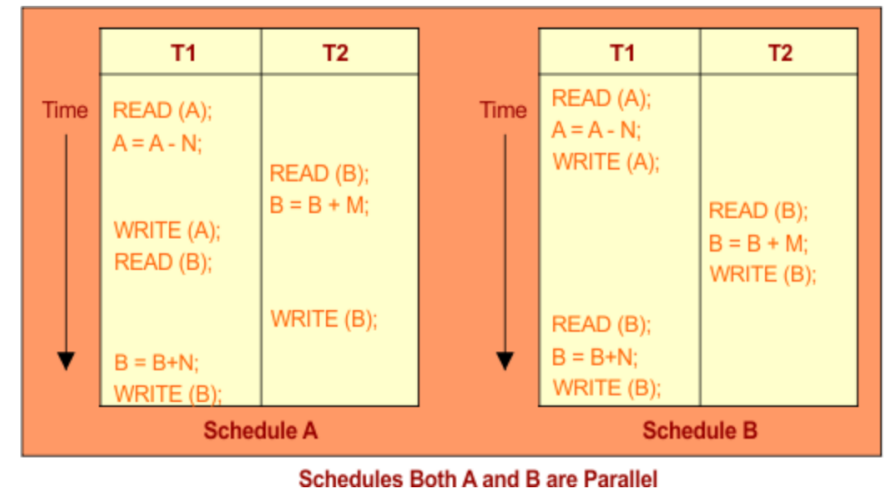 T1 T2
Time
READ (A);
A = A - N;
READ (B);
B = B + M;
WRITE (A);
READ (B);
WRITE (B);
B = B+N;
WRITE (B);
Schedule A
T1 T2
Time
READ (A);
A = A - N;
WRITE (A);
READ (B);
B = B + M;
WRITE (B);
READ (B);
B = B+N;
WRITE (B);
Schedule B
Schedules Both A and B are Parallel